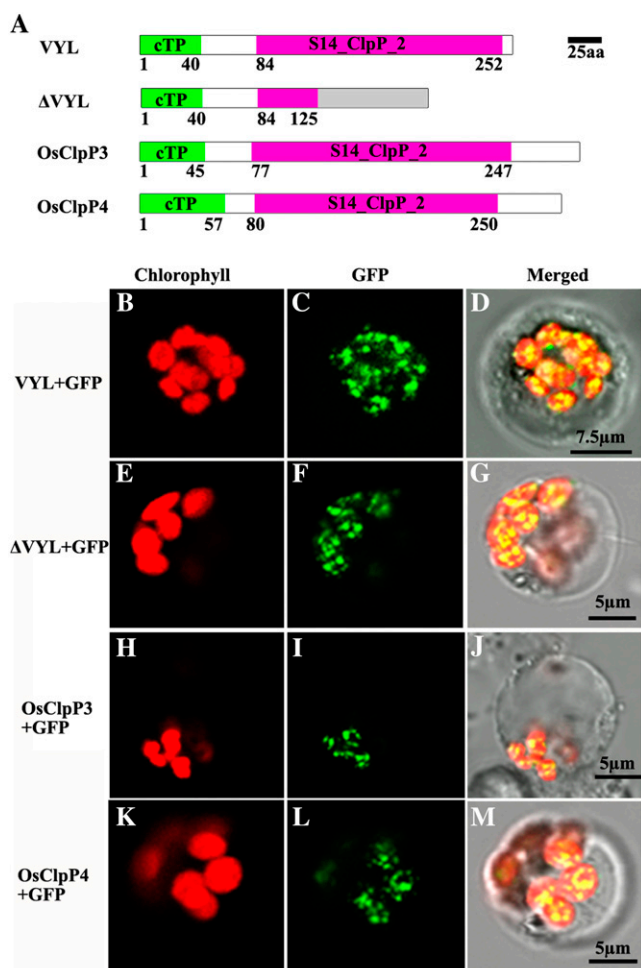 A
VYL
cTP
S14_ClpP_2
25aa
1 40 84 252
ΔVYL
cTP
1 40 84 125
OsClpP3
cTP
S14_ClpP_2
1 45 77 247
OsClpP4
cTP
S14_ClpP_2
1 57 80 250
Chlorophyll GFP Merged
VYL+GFP
B C D
7.5μm
ΔVYL+GFP
E F G
5μm
OsClpP3
+GFP
H I J
5μm
OsClpP4
+GFP
K L M
5μm